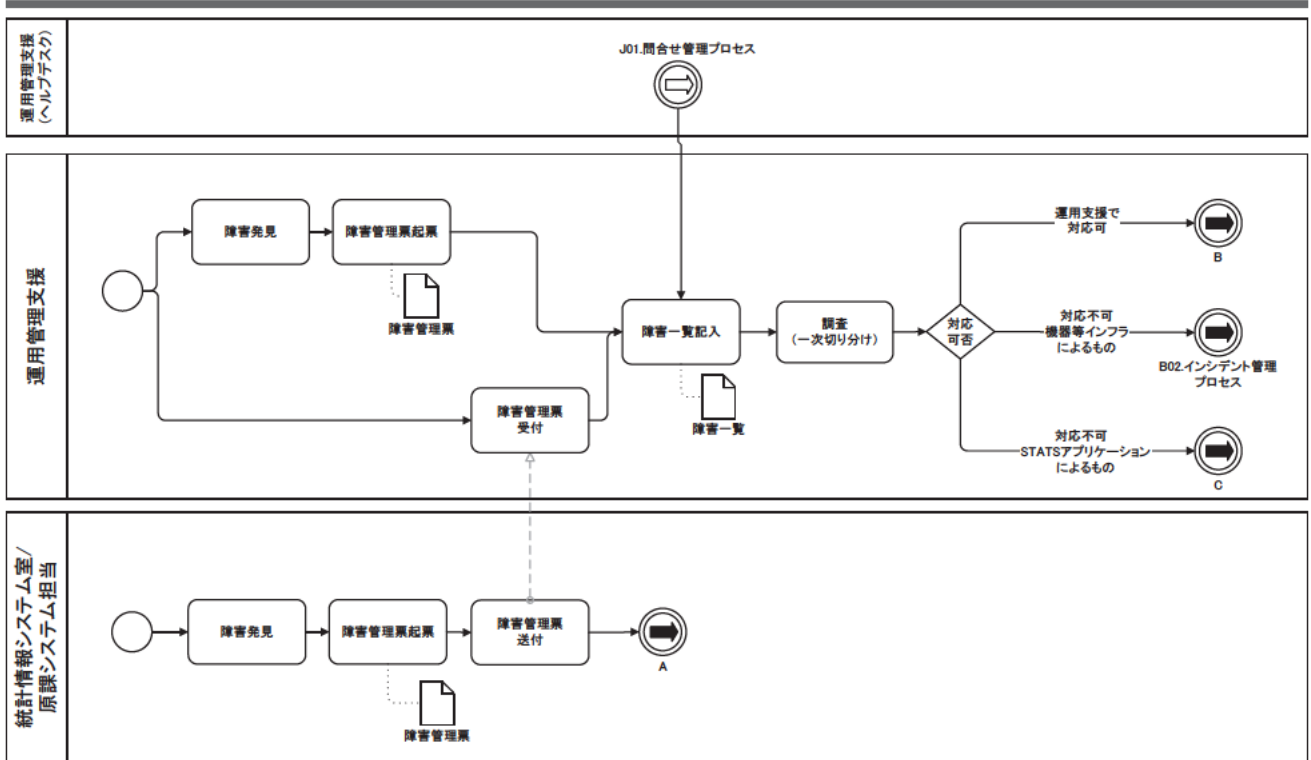 運用管理支援
(ヘルプデスク)
J01.問合せ管理プロセス
運用管理支援
障害発見
障害管理票起票
障害管理票
障害管理票
受付
障害一覧記入
障害一覧
調査
(一次切り分け)
対応
可否
運用支援で
対応可
B
対応不可
機器等インフラ
によるもの
B02.インシデント管理
プロセス
対応不可
STATSアプリケーション
によるもの
C
統計情報システム室/
原課システム担当
障害発見
障害管理票起票
障害管理票
障害管理票
送付
A